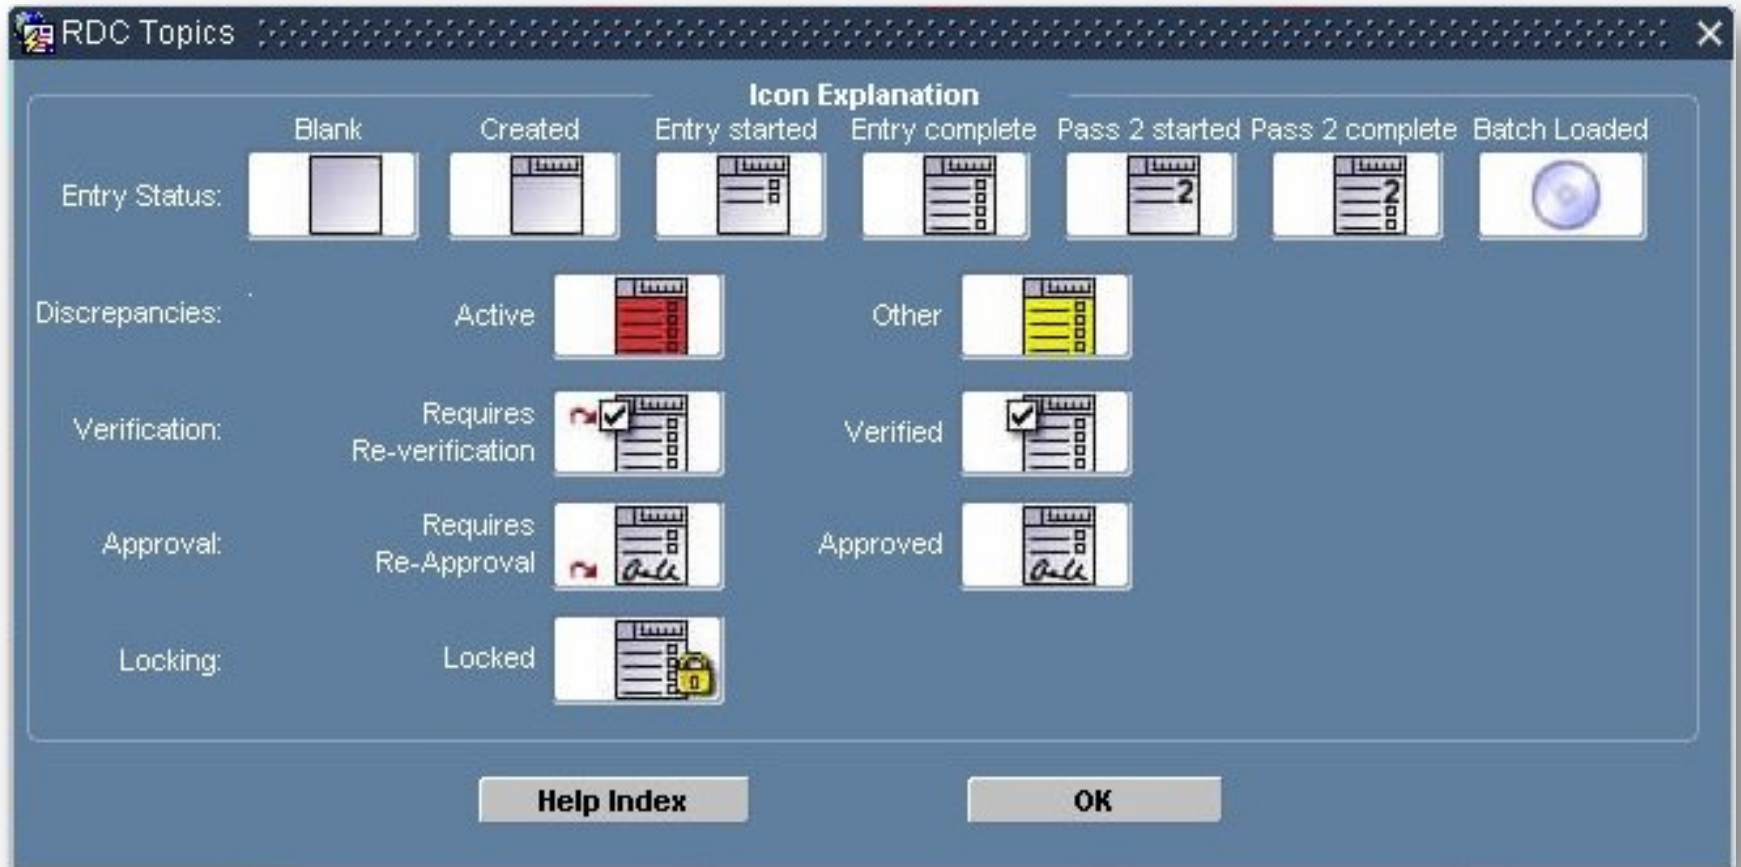 RDC Topics
Icon Explanation
Blank Created Entry started Entry complete Pass 2 started Pass 2 complete Batch Loaded
Entry Status:
2 2
Discrepancies: Active Other
Verification: Requires
Re-verification
Verified
Approval: Requires
Re-Approval
Approved
Locking: Locked
Help Index OK